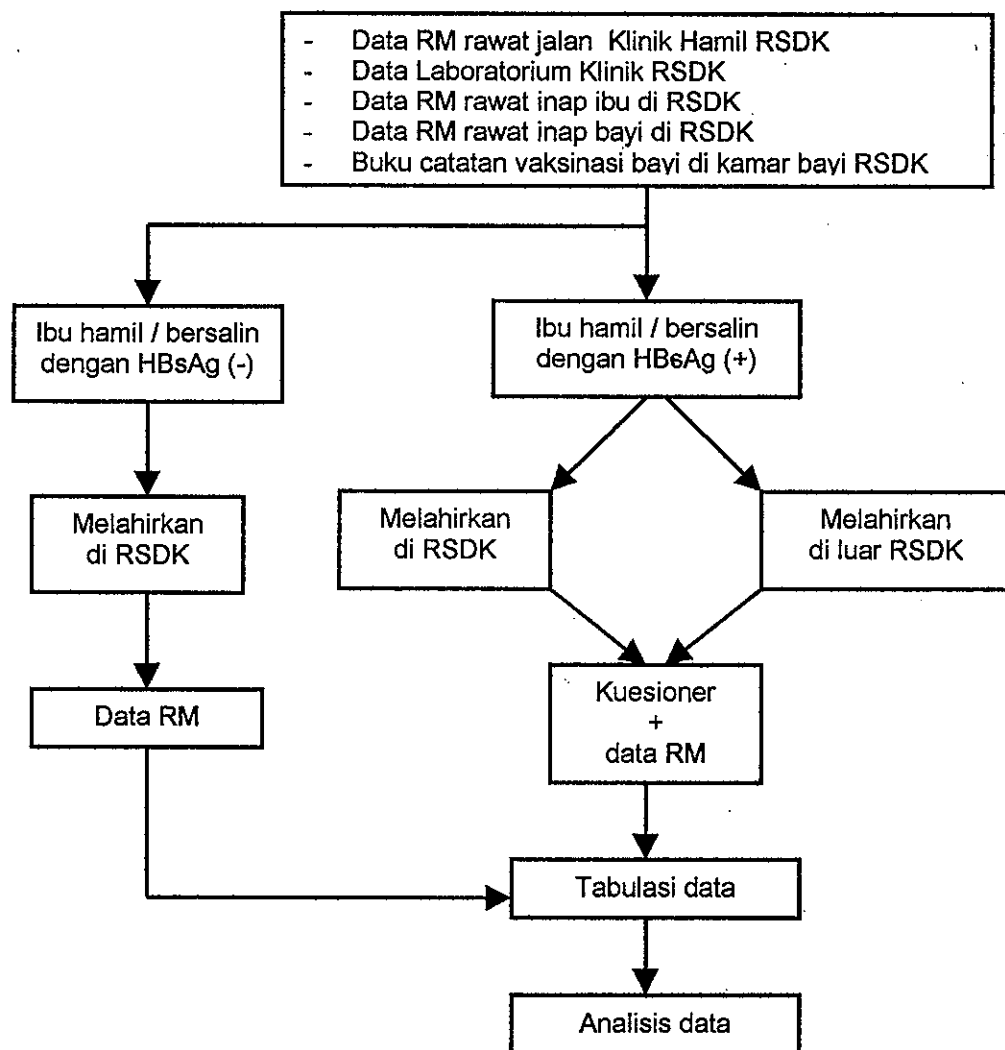 - Data RM rawat jalan Klinik Hamil RSDK
- Data Laboratorium Klinik RSDK
- Data RM rawat inap ibu di RSDK
- Data RM rawat inap bayi di RSDK
- Buku catatan vaksinasi bayi di kamar bayi RSDK
Ibu hamil / bersalin
dengan HBsAg (-)
Ibu hamil / bersalin
dengan HBsAg (+)
Melahirkan
di RSDK
Melahirkan
di RSDK
Melahirkan
di luar RSDK
Data RM
Kuesioner
+
data RM
Tabulasi data
Analisis data